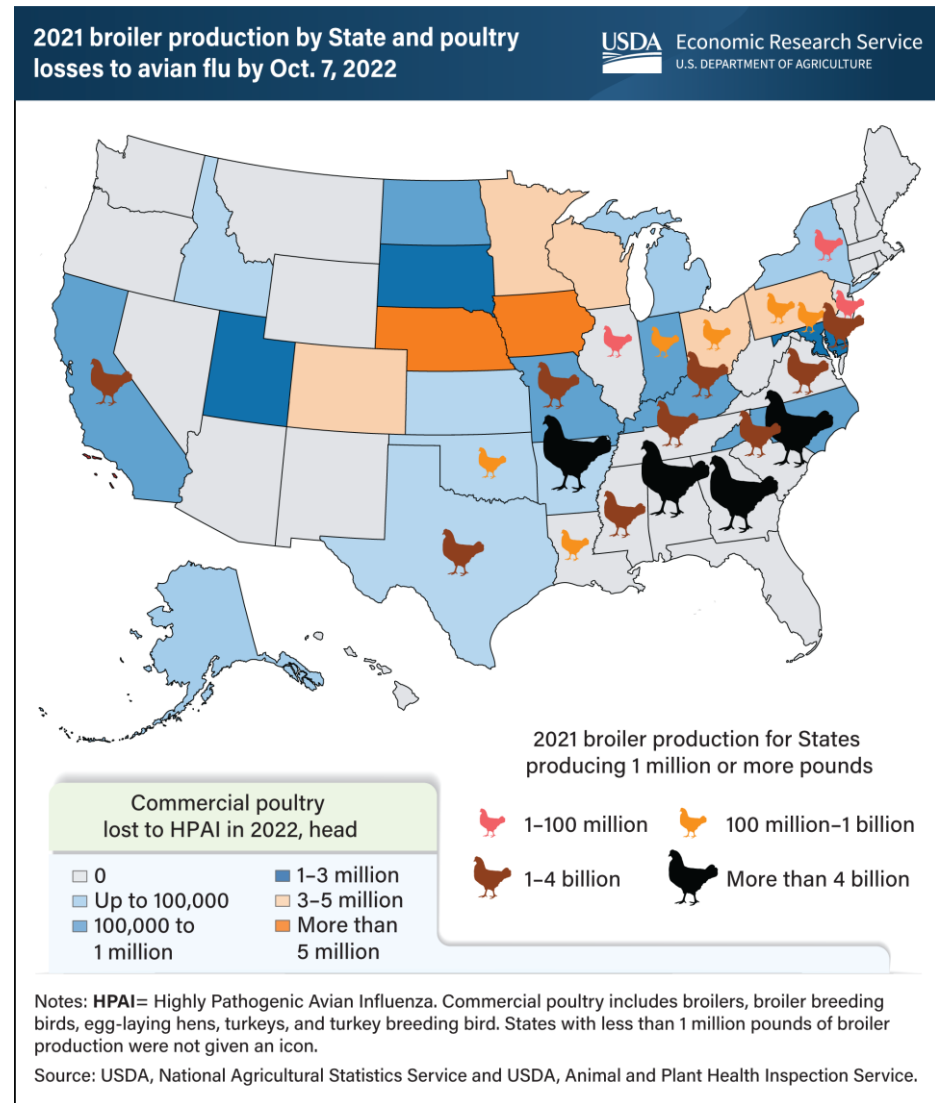 2021 broiler production by State and poultry
losses to avian flu by Oct. 7, 2022
USDA
Economic Research Service
U.S. DEPARTMENT OF AGRICULTURE
2021 broiler production for States
producing 1 million or more pounds
1–100 million
100 million–1 billion
1–4 billion
More than 4 billion
Commercial poultry
lost to HPAI in 2022, head
0
Up to 100,000
100,000 to
1 million
1–3 million
3–5 million
More than
5 million
Notes: HPAI= Highly Pathogenic Avian Influenza. Commercial poultry includes broilers, broiler breeding
birds, egg-laying hens, turkeys, and turkey breeding bird. States with less than 1 million pounds of broiler
production were not given an icon.
Source: USDA, National Agricultural Statistics Service and USDA, Animal and Plant Health Inspection Service.